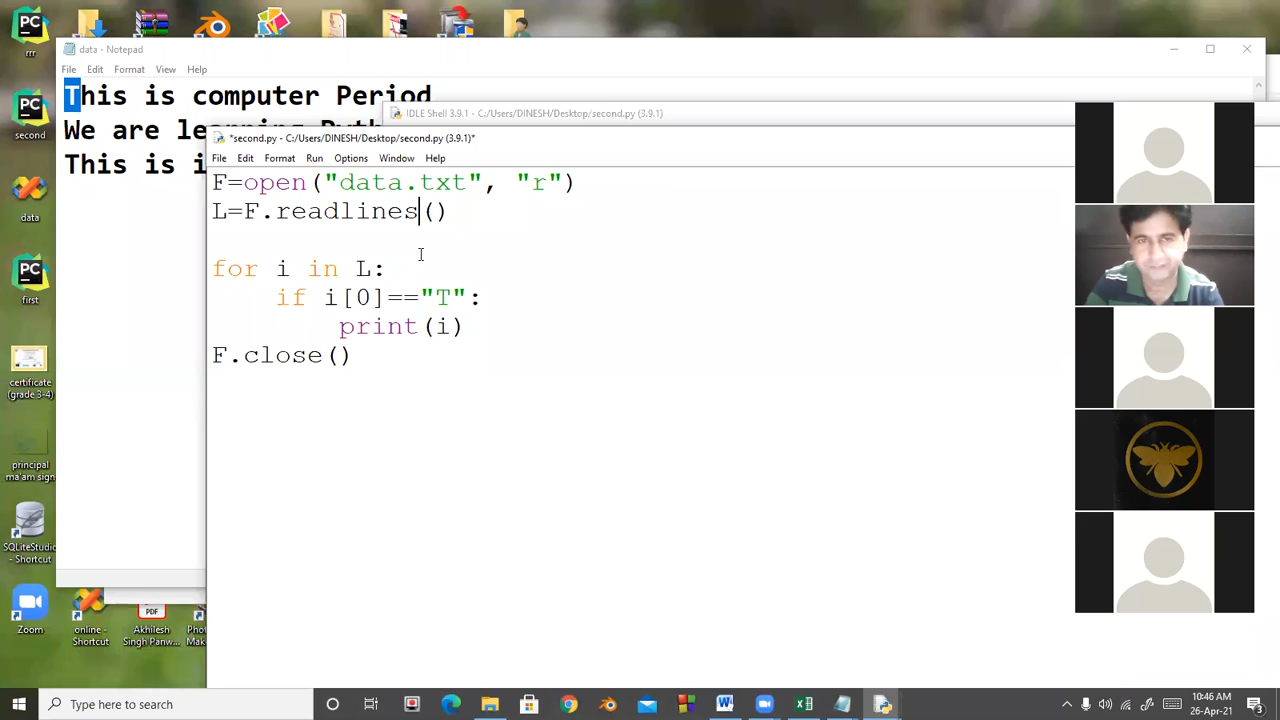 rrr
second
data
first
certificate
(grade 3-4)
principal
ma'am sign
SQLiteStudio
- Shortcut
Zoom
online -
Shortcut
PDF
Akhilesh
Singh Panw...
data - Notepad
File Edit Format View Help
This is computer Period
We are learning
This is
IDLE Shell 3.9.1 - C:/Users/DINESH/Desktop/second.py (3.9.1)
*second.py - C:/Users/DINESH/Desktop/second.py (3.9.1)*
File Edit Format Run Options Window Help
F=open("data.txt", "r")
L=F.readlines()
for i in L:
if i[0]=="T":
print(i)
F.close()
Type here to search
10:46 AM
26-Apr-21
3